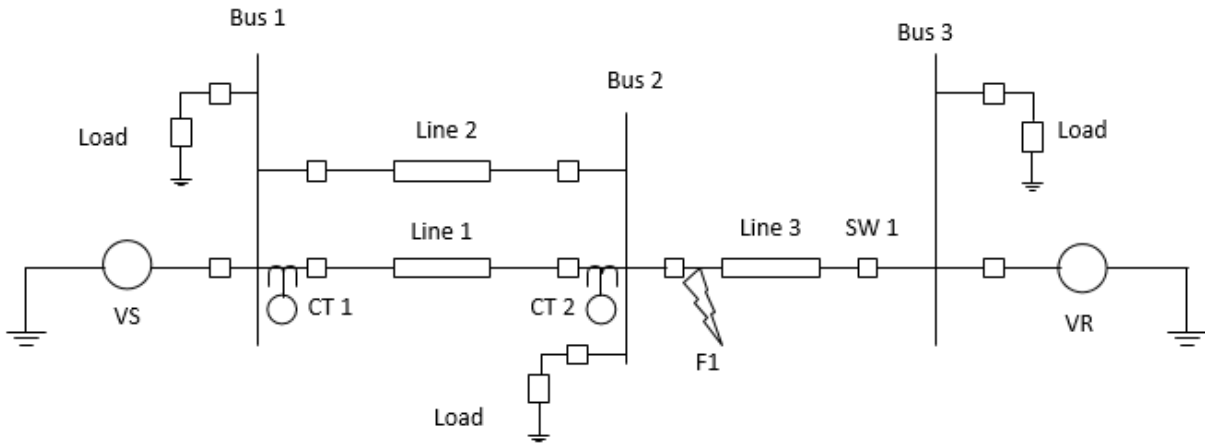 Bus 1
Bus 3
Bus 2
Load
Line 2
Load
Line 1
Line 3
SW 1
VS
CT 1
CT 2
F1
VR
Load